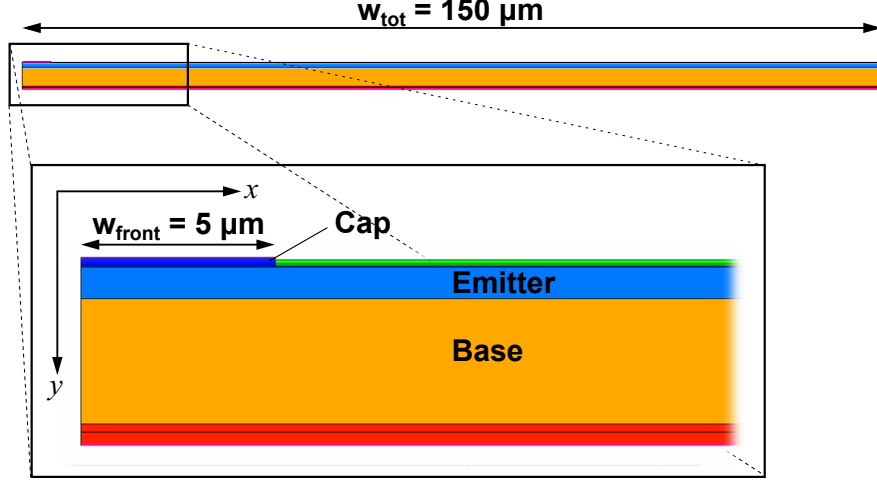 w_tot = 150 µm
x
w_front = 5 µm
Cap
Emitter
Base
y